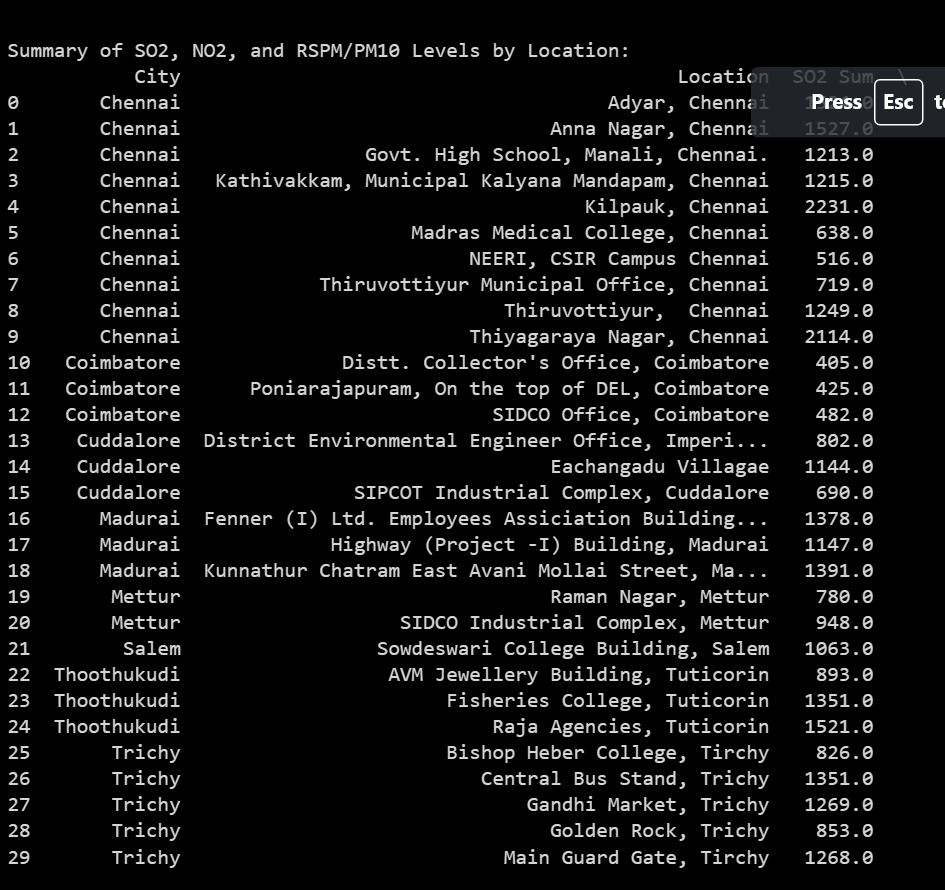 Summary of SO2, NO2, and RSPM/PM10 Levels by Location:
City Location SO2 Sum \
Press Esc
0 Chennai Adyar, Chennai
1 Chennai Anna Nagar, Chennai 1527.0
2 Chennai Govt. High School, Manali, Chennai. 1213.0
3 Chennai Kathivakkam, Municipal Kalyana Mandapam, Chennai 1215.0
4 Chennai Kilpauk, Chennai 2231.0
5 Chennai Madras Medical College, Chennai 638.0
6 Chennai NEERI, CSIR Campus Chennai 516.0
7 Chennai Thiruvottiyur Municipal Office, Chennai 719.0
8 Chennai Thiruvottiyur,  Chennai 1249.0
9 Chennai Thiyagaraya Nagar, Chennai 2114.0
10 Coimbatore Distt. Collector's Office, Coimbatore 405.0
11 Coimbatore Poniarajapuram, On the top of DEL, Coimbatore 425.0
12 Coimbatore SIDCO Office, Coimbatore 482.0
13 Cuddalore District Environmental Engineer Office, Imperi... 802.0
14 Cuddalore Eachangadu Villagae 1144.0
15 Cuddalore SIPCOT Industrial Complex, Cuddalore 690.0
16 Madurai Fenner (I) Ltd. Employees Assiciation Building... 1378.0
17 Madurai Highway (Project -I) Building, Madurai 1147.0
18 Madurai Kunnathur Chatram East Avani Mollai Street, Ma... 1391.0
19 Mettur Raman Nagar, Mettur 780.0
20 Mettur SIDCO Industrial Complex, Mettur 948.0
21 Salem Sowdeswari College Building, Salem 1063.0
22 Thoothukudi AVM Jewellery Building, Tuticorin 893.0
23 Thoothukudi Fisheries College, Tuticorin 1351.0
24 Thoothukudi Raja Agencies, Tuticorin 1521.0
25 Trichy Bishop Heber College, Tirchy 826.0
26 Trichy Central Bus Stand, Trichy 1351.0
27 Trichy Gandhi Market, Trichy 1269.0
28 Trichy Golden Rock, Trichy 853.0
29 Trichy Main Guard Gate, Tirchy 1268.0